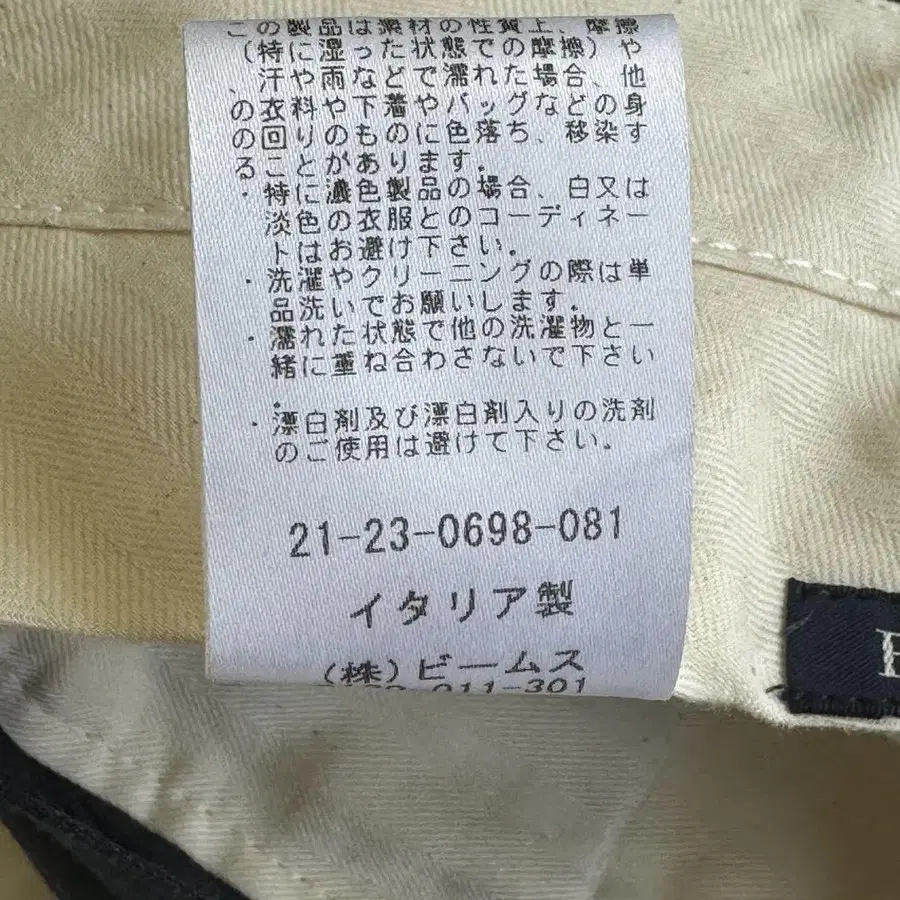 この製品は素材の性質上、摩擦
(特に湿った状態での摩擦)や
、汗や雨などで濡れた場合、他
の衣料や下着やバッグなどの身
の回りのものに色落ち、移染す
ることがあります。
・特に濃色製品の場合、白又は
淡色の衣服とのコーディネー
トはお避け下さい。
・洗濯やクリーニングの際は単
品洗いでお願いします。
・濡れた状態で他の洗濯物と一
緒に重ね合わさないで下さい
。
・漂白剤及び漂白剤入りの洗剤
のご使用は避けて下さい。
21-23-0698-081
イタリア製
(株)ビームス
011-301